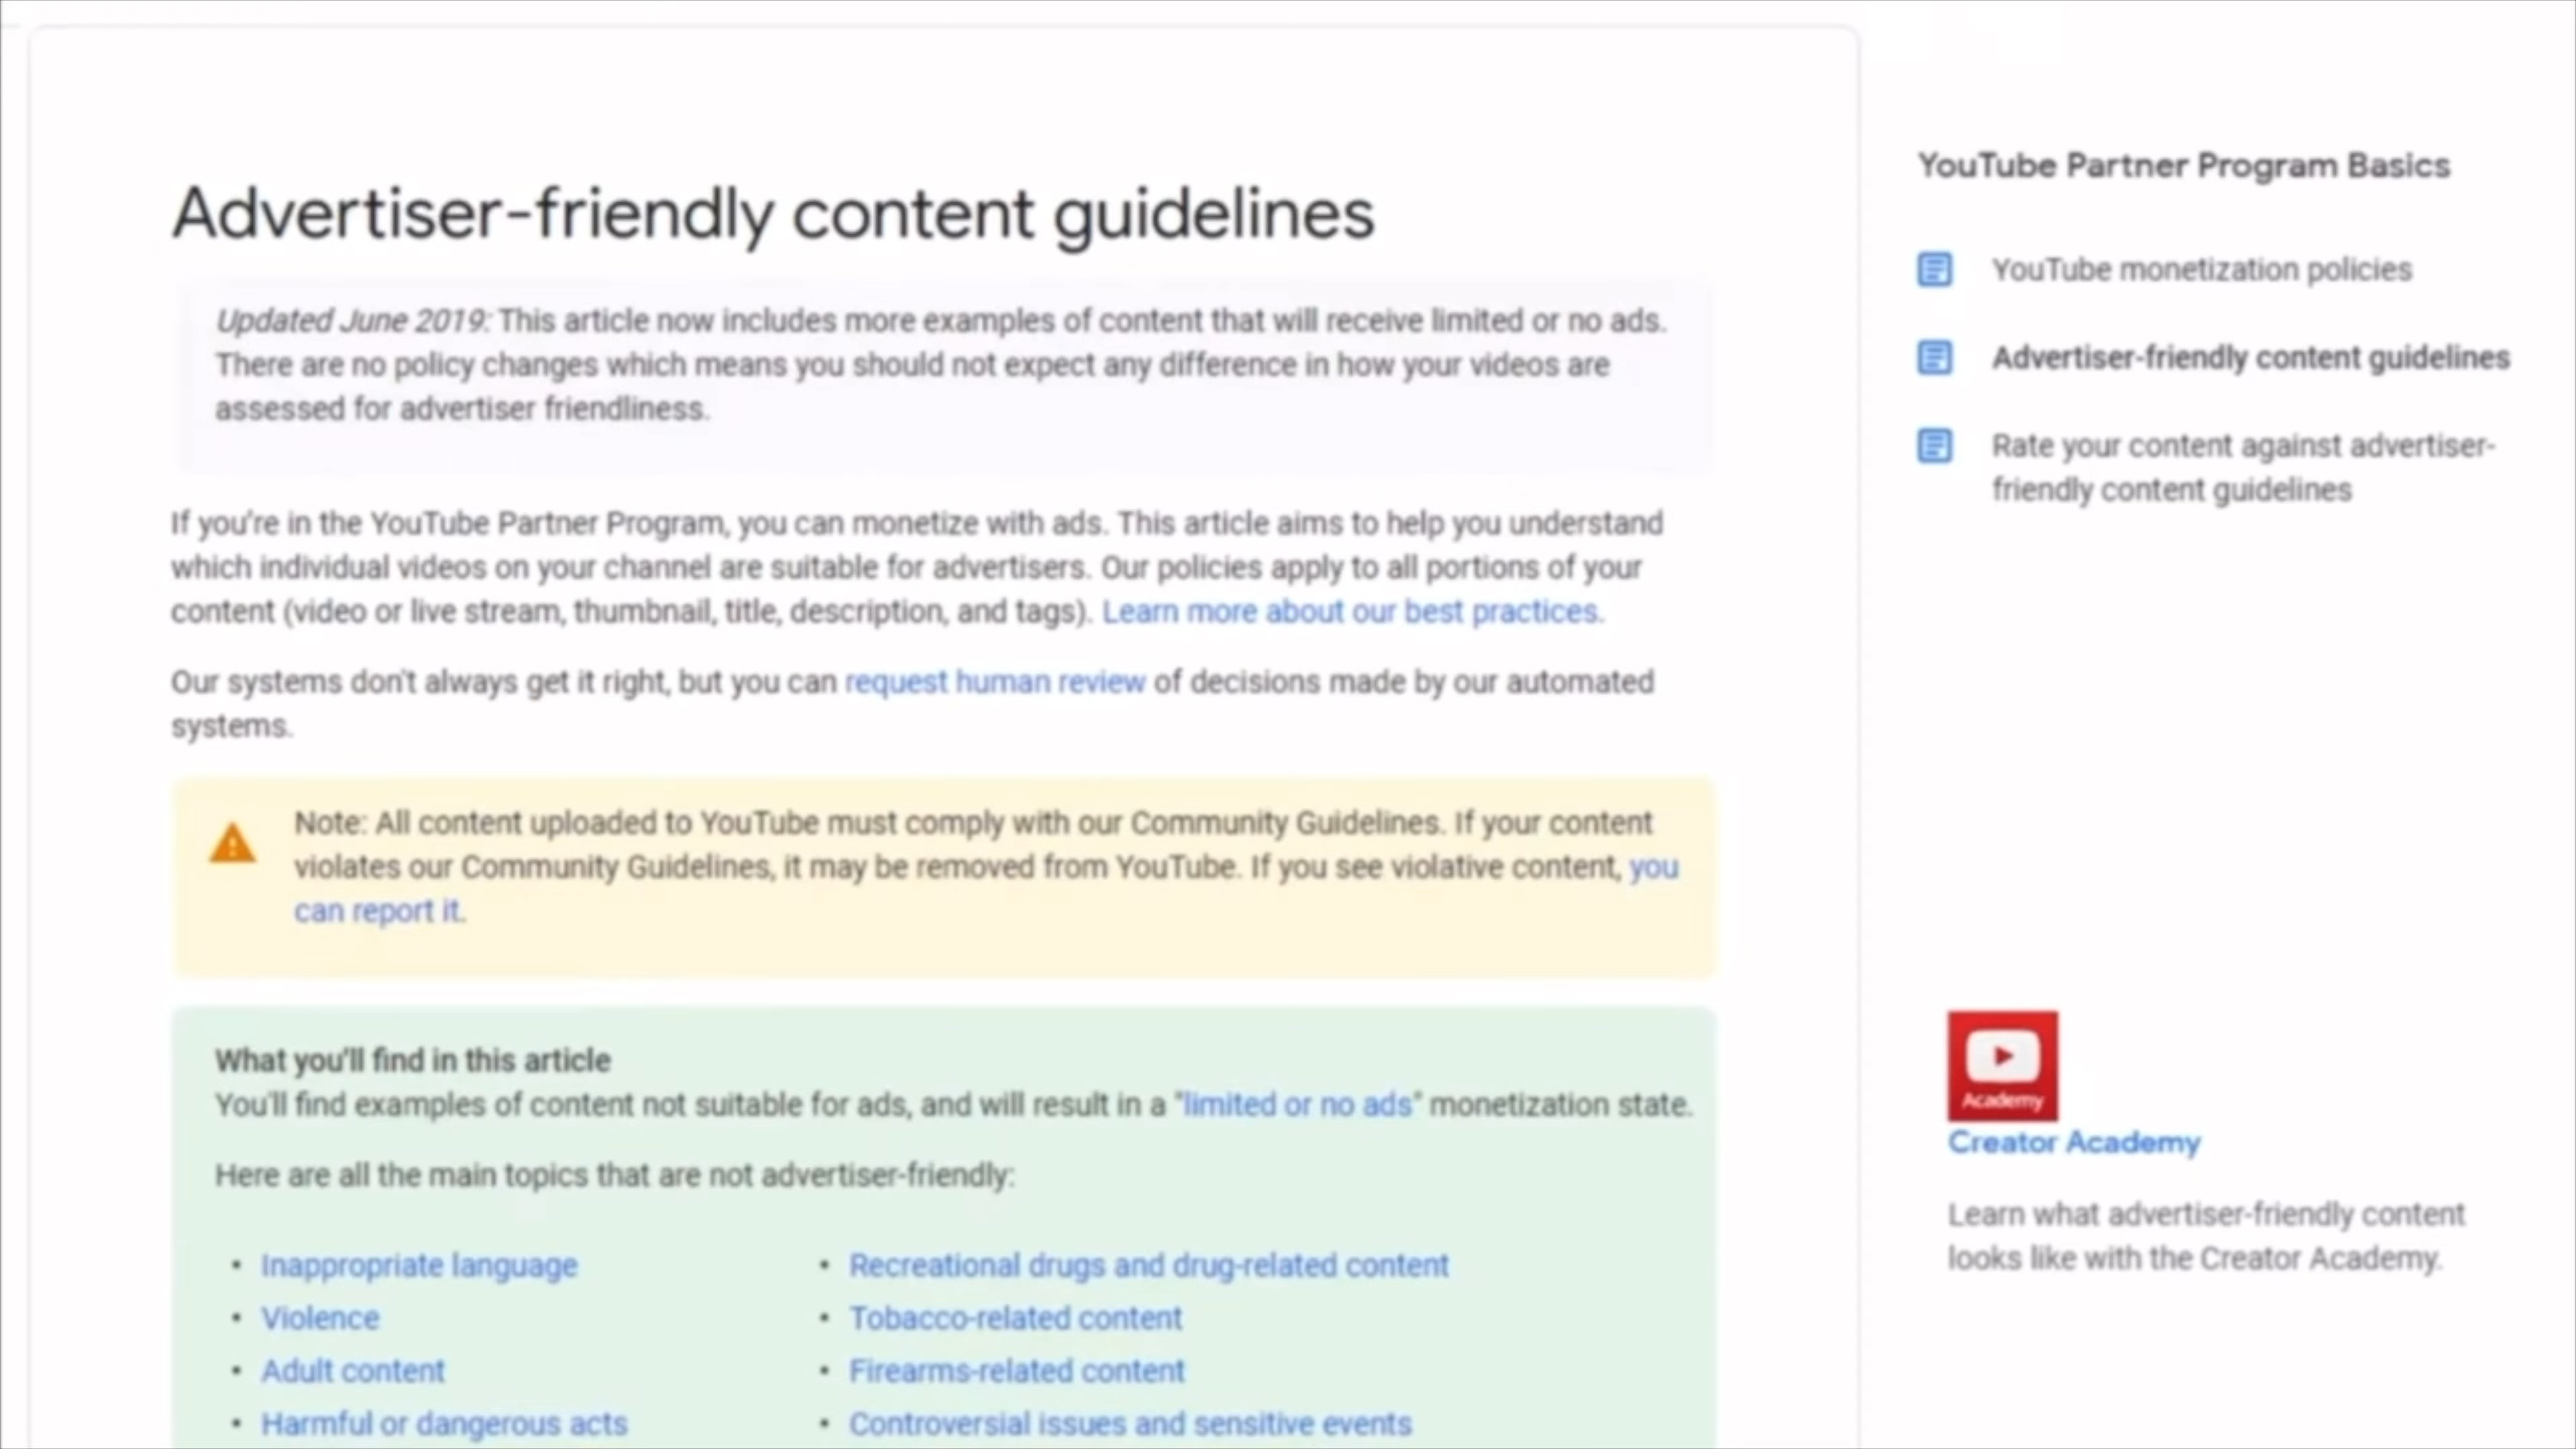 Advertiser-friendly content guidelines
Updated June 2019: This article now includes more examples of content that will receive limited or no ads.
There are no policy changes which means you should not expect any difference in how your videos are
assessed for advertiser friendliness.
If you're in the YouTube Partner Program, you can monetize with ads. This article aims to help you understand
which individual videos on your channel are suitable for advertisers. Our policies apply to all portions of your
content (video or live stream, thumbnail, title, description, and tags). Learn more about our best practices.
Our systems don't always get it right, but you can request human review of decisions made by our automated
systems.
Note: All content uploaded to YouTube must comply with our Community Guidelines. If your content
violates our Community Guidelines, it may be removed from YouTube. If you see violative content, you
can report it.
What you'll find in this article
You'll find examples of content not suitable for ads, and will result in a "limited or no ads" monetization state.
Here are all the main topics that are not advertiser-friendly:
• Inappropriate language
• Violence
• Adult content
• Harmful or dangerous acts
• Recreational drugs and drug-related content
• Tobacco-related content
• Firearms-related content
• Controversial issues and sensitive events
YouTube Partner Program Basics
YouTube monetization policies
Advertiser-friendly content guidelines
Rate your content against advertiser-
friendly content guidelines
Academy
Creator Academy
Learn what advertiser-friendly content
looks like with the Creator Academy.